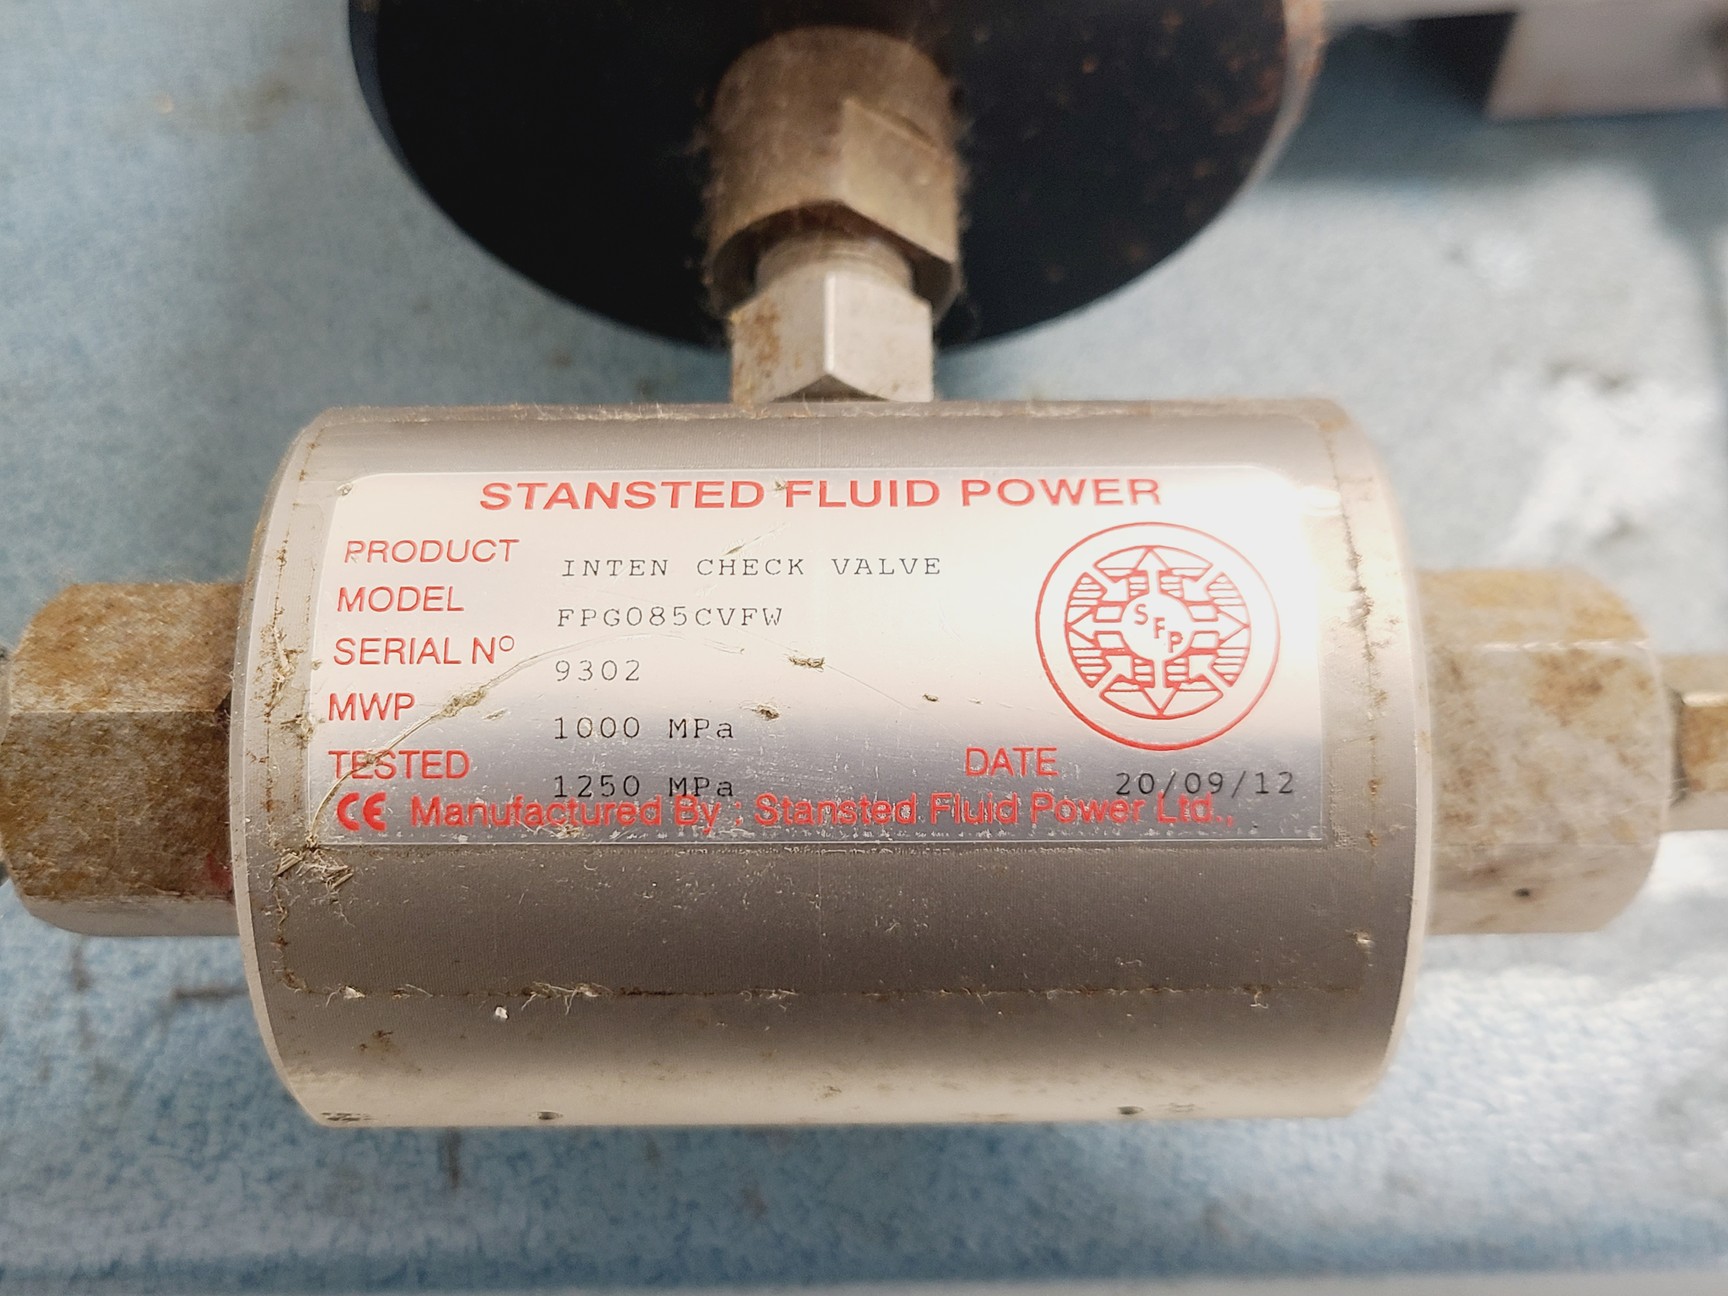 STANSTED FLUID POWER
PRODUCT INTEN CHECK VALVE
MODEL FPG085CVFW
SERIAL Nº 9302
MWP 1000 MPa
TESTED 1250 MPa DATE 20/09/12
CE Manufactured By : Stansted Fluid Power Ltd.,
SFP